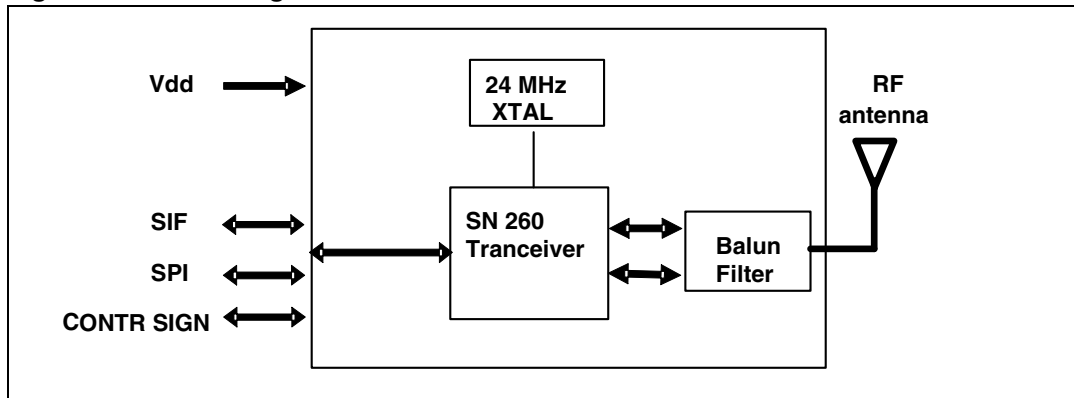 Vdd
24 MHz
XTAL
RF
antenna
SIF
SPI
CONTR SIGN
SN 260
Tranceiver
Balun
Filter